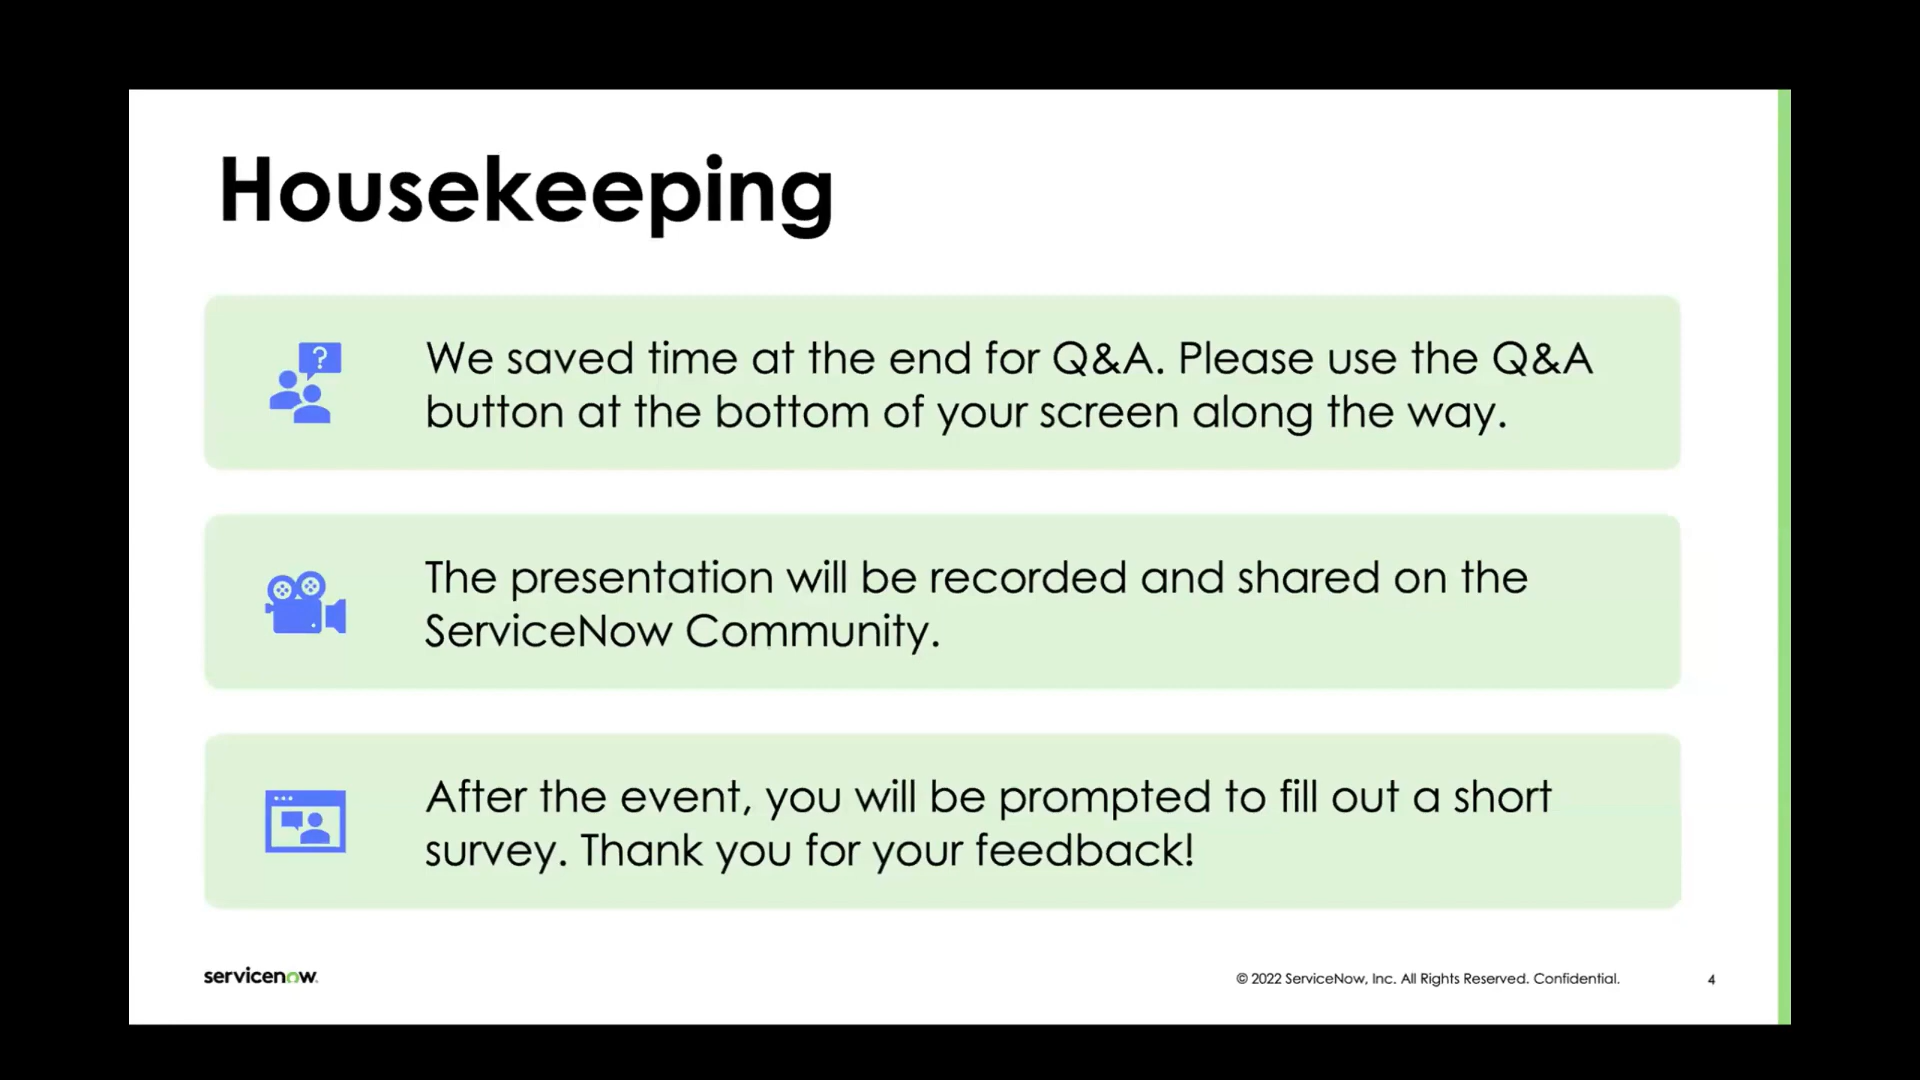 Housekeeping
?
We saved time at the end for Q&A. Please use the Q&A
button at the bottom of your screen along the way.
The presentation will be recorded and shared on the
ServiceNow Community.
After the event, you will be prompted to fill out a short
survey. Thank you for your feedback!
servicenow.
© 2022 ServiceNow, Inc. All Rights Reserved. Confidential.
4